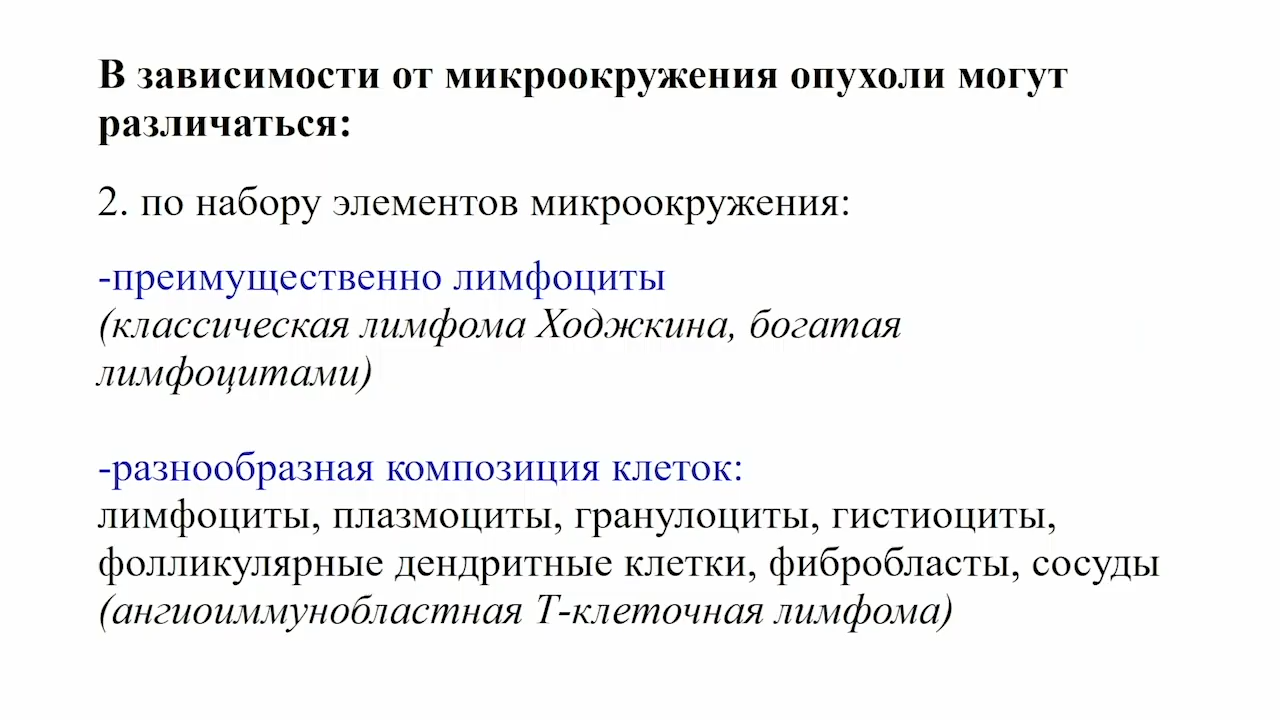 В зависимости от микроокружения опухоли могут
различаться:
2. по набору элементов микроокружения:
-преимущественно лимфоциты
(классическая лимфома Ходжкина, богатая
лимфоцитами)
-разнообразная композиция клеток:
лимфоциты, плазмоциты, гранулоциты, гистиоциты,
фолликулярные дендритные клетки, фибробласты, сосуды
(ангиоиммунобластная Т-клеточная лимфома)